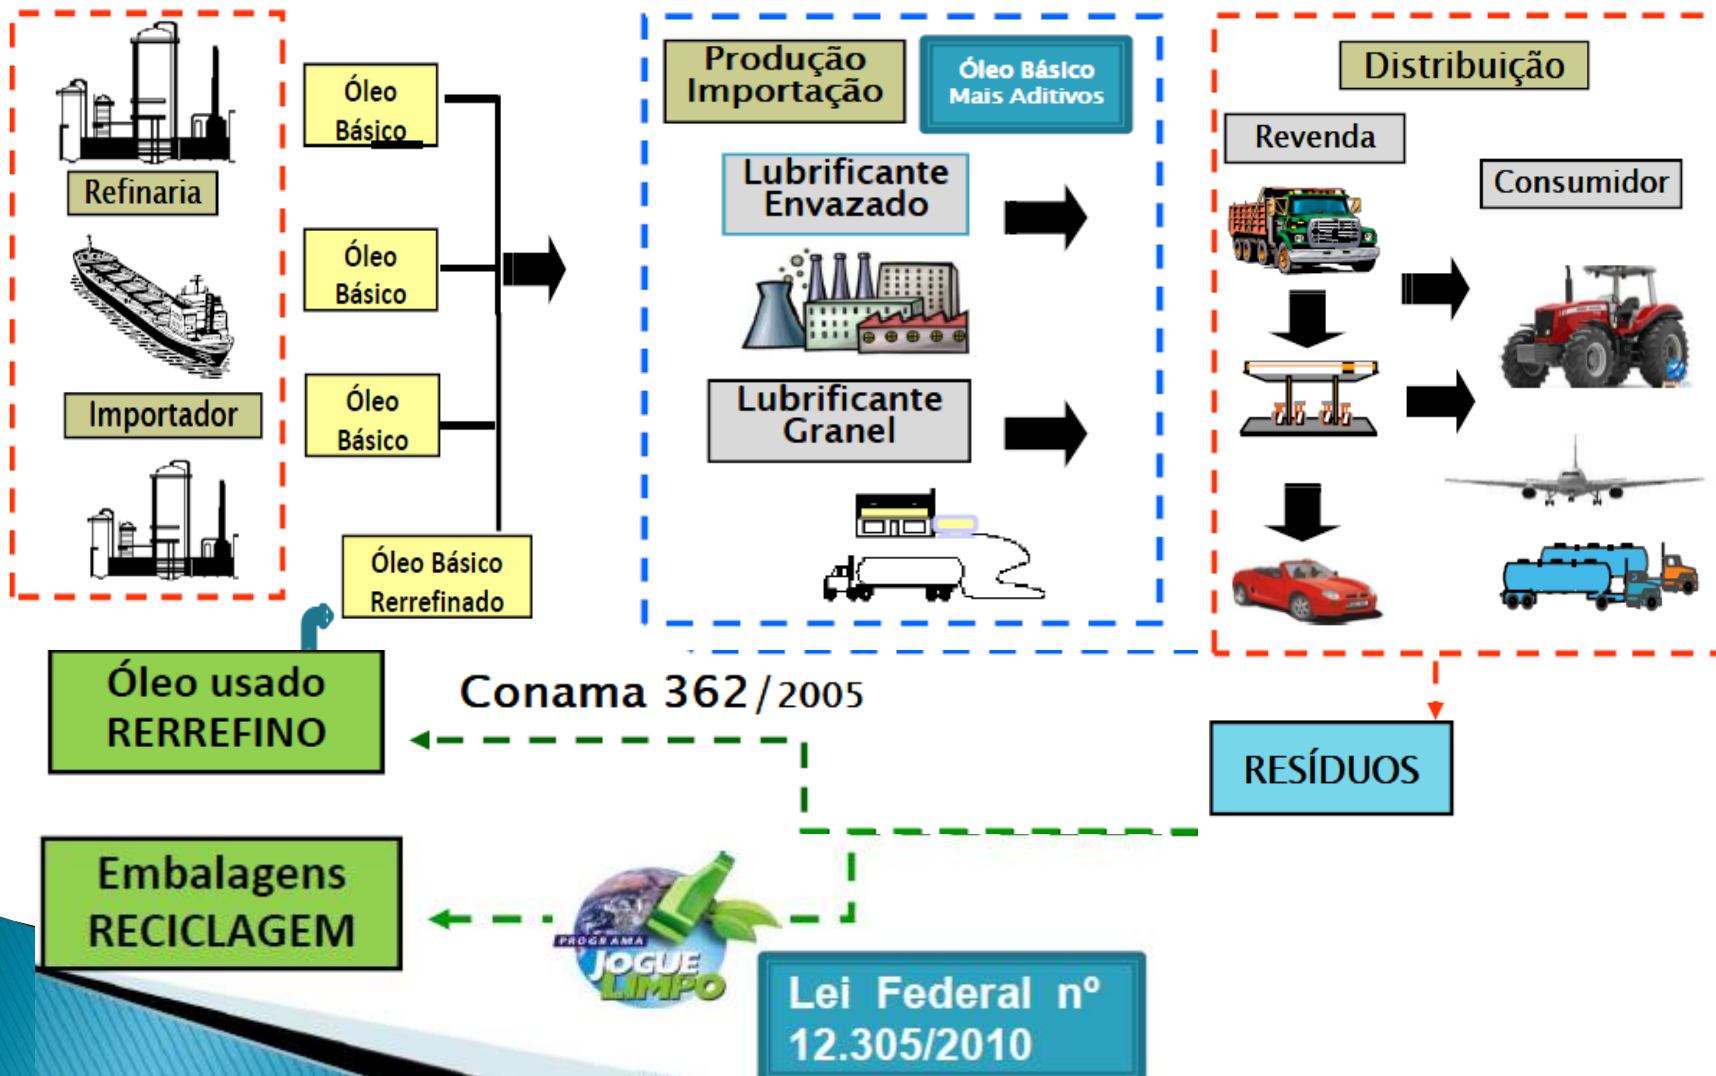 Refinaria
Importador
Óleo
Básico
Óleo
Básico
Óleo
Básico
Óleo Básico
Rerrefinado
Produção
Importação
Óleo Básico
Mais Aditivos
Lubrificante
Envazado
Lubrificante
Granel
Distribuição
Revenda
Consumidor
Óleo usado
RERREFINO
Conama 362/2005
RESÍDUOS
Embalagens
RECICLAGEM
PROGRAMA
JOGUE
LIMPO
Lei Federal nº
12.305/2010